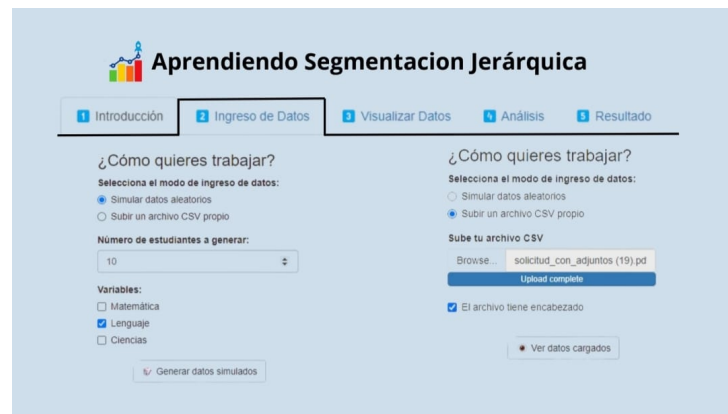 Aprendiendo Segmentacion Jerárquica
1 Introducción
2 Ingreso de Datos
3 Visualizar Datos
4 Análisis
5 Resultado
¿Cómo quieres trabajar?
Selecciona el modo de ingreso de datos:
Simular datos aleatorios
Subir un archivo CSV propio
Número de estudiantes a generar:
10
Variables:
Matemática
Lenguaje
Ciencias
Generar datos simulados
¿Cómo quieres trabajar?
Selecciona el modo de ingreso de datos:
Simular datos aleatorios
Subir un archivo CSV propio
Sube tu archivo CSV
Browse... solicitud_con_adjuntos (19).pd
Upload complete
El archivo tiene encabezado
Ver datos cargados